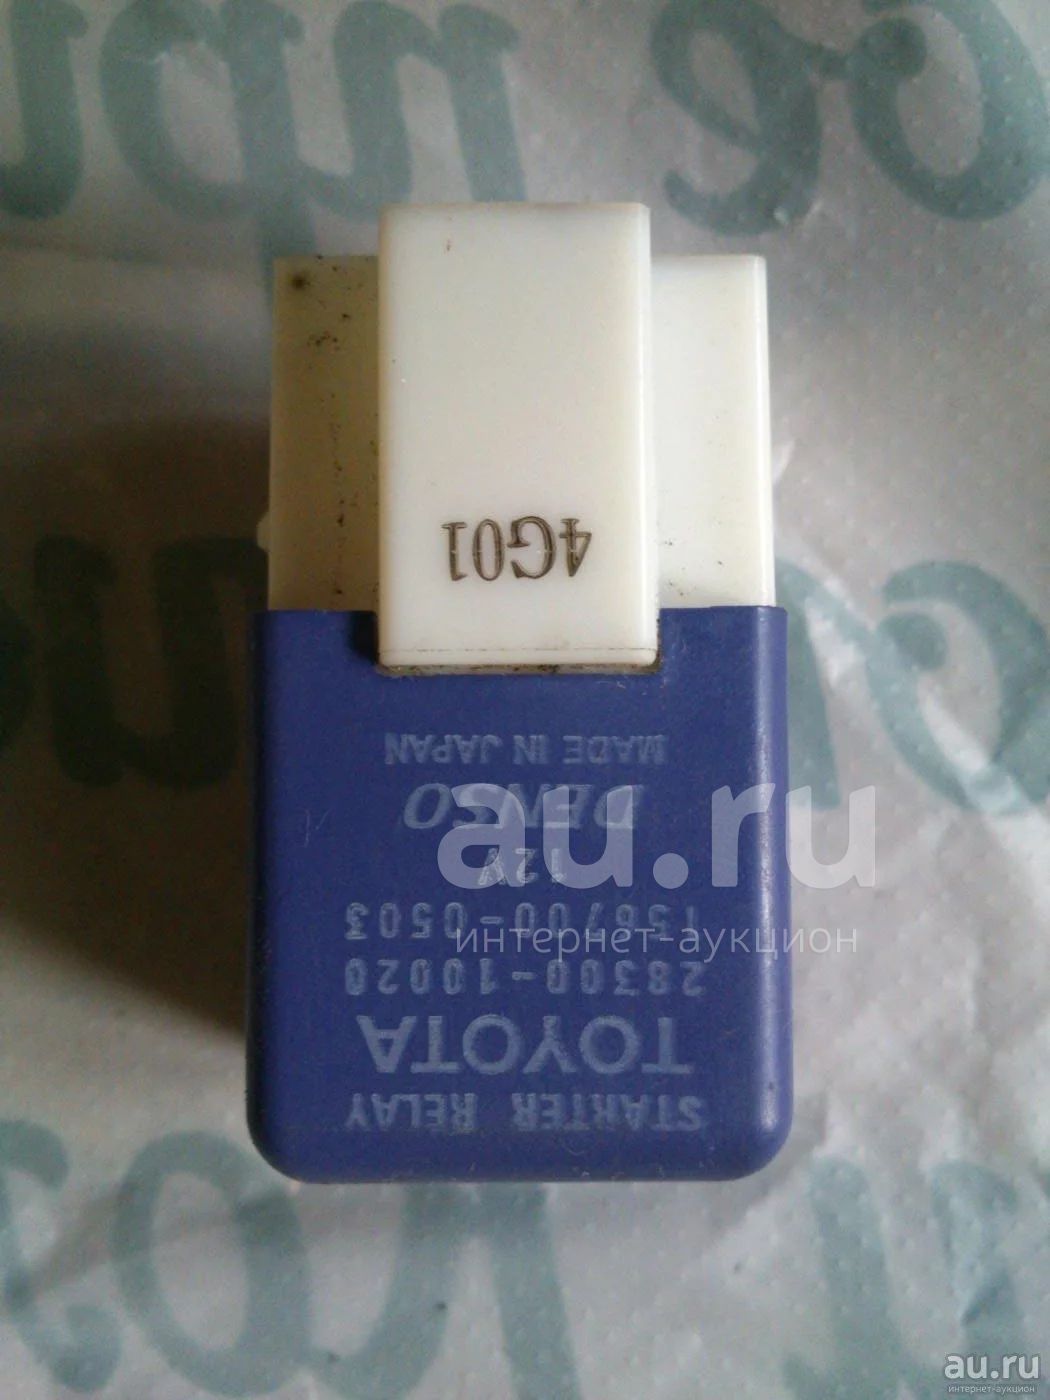 STARTER RELAY
TOYOTA
28300-10020
156700-0503
12V
DENSO
MADE IN JAPAN
4G01
au.ru
интернет-аукцион
au.ru
интернет-аукцион